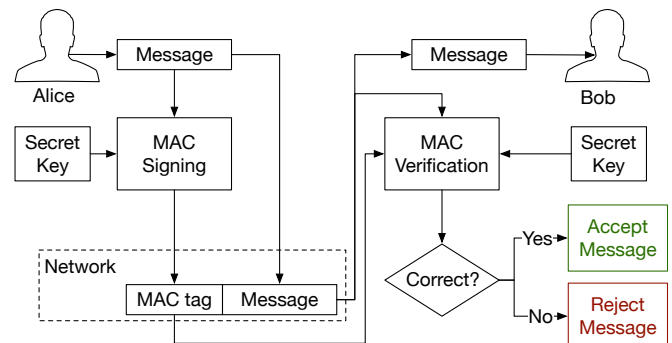 Message
Message
Alice
Bob
Secret
Key
MAC
Signing
MAC
Verification
Secret
Key
Network
MAC tag
Message
Correct?
Yes
Accept
Message
No
Reject
Message